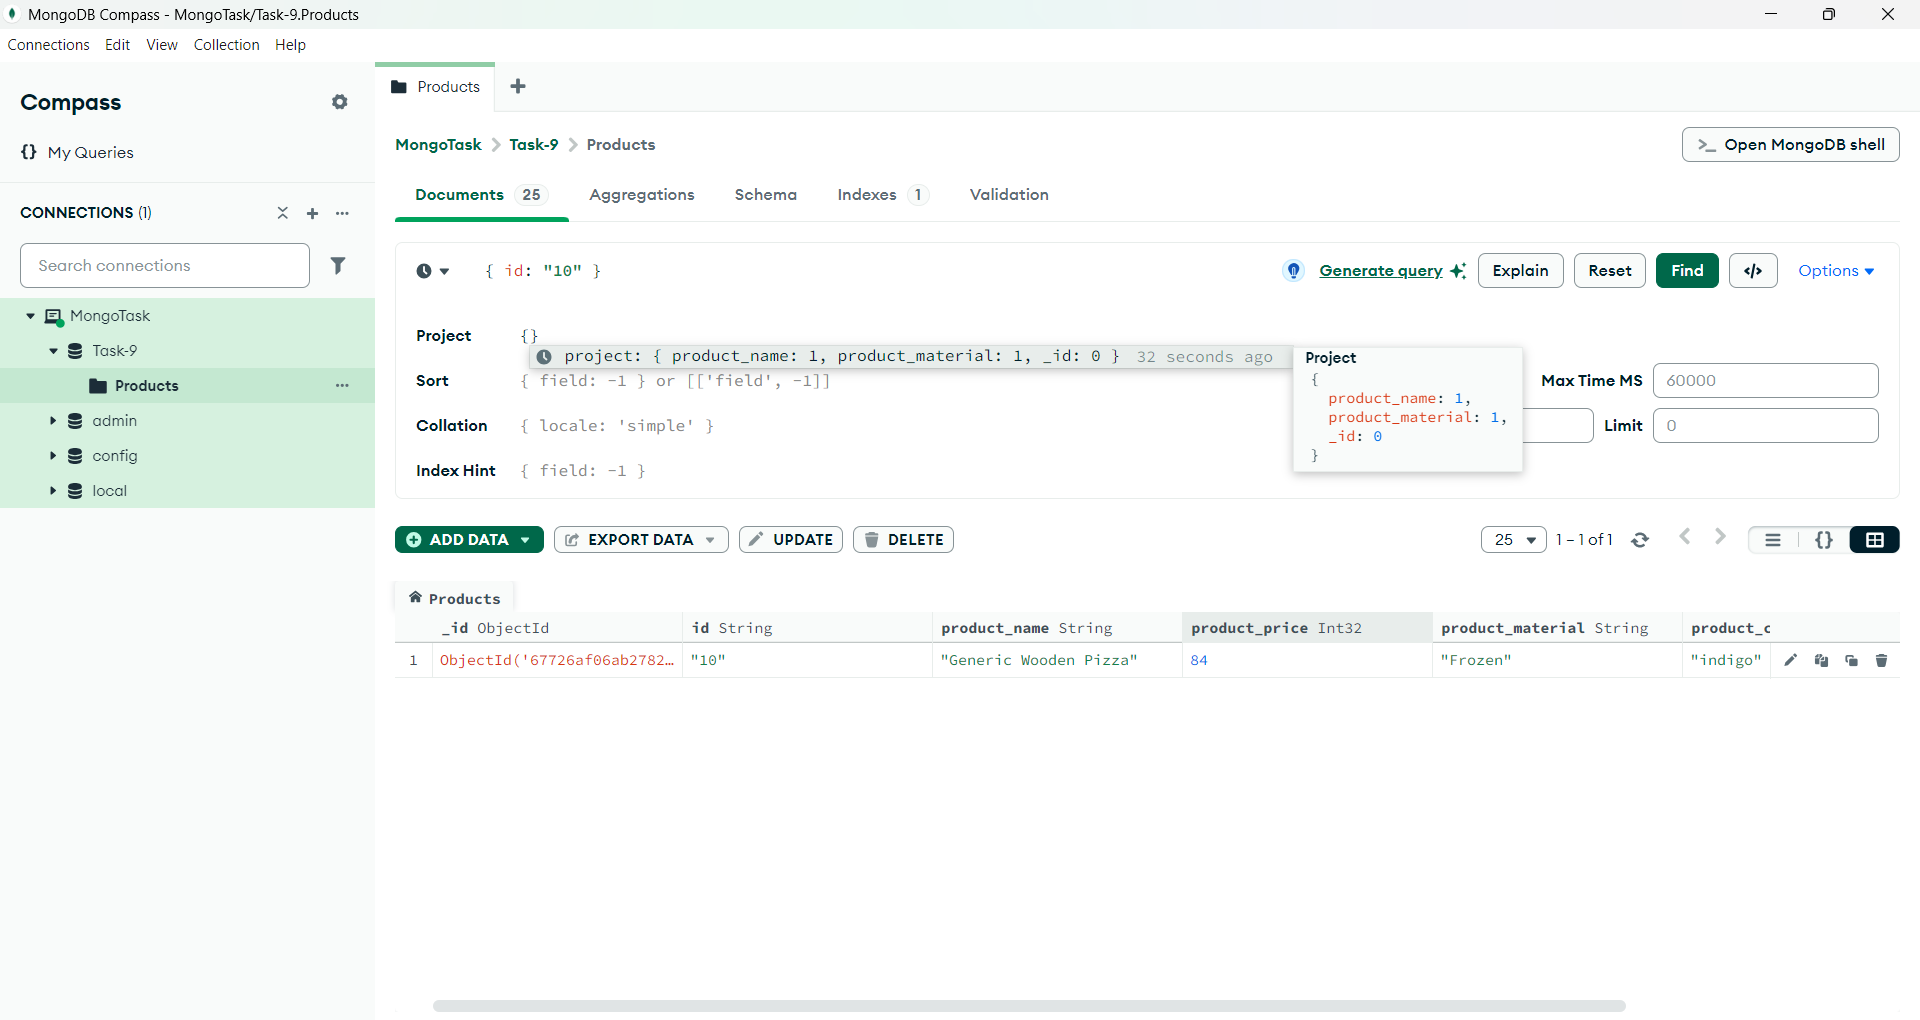 MongoDB Compass - MongoTask/Task-9.Products
Connections Edit View Collection Help
Compass
{} My Queries
CONNECTIONS (1)
Search connections
MongoTask
Task-9
Products
admin
config
local
Products
MongoTask > Task-9 > Products
>_ Open MongoDB shell
Documents 25 Aggregations Schema Indexes 1 Validation
{ id: "10" }
Generate query Explain Reset Find </> Options
Project {}
project: { product_name: 1, product_material: 1, _id: 0 } 32 seconds ago
Project
{
product_name: 1,
product_material: 1,
_id: 0
}
Sort { field: -1 } or [['field', -1]]
Max Time MS 60000
Collation { locale: 'simple' }
Limit 0
Index Hint { field: -1 }
ADD DATA EXPORT DATA UPDATE DELETE
25 1 – 1 of 1 {}
Products
_id ObjectId id String product_name String product_price Int32 product_material String product_c
1 ObjectId('67726af06ab2782… "10" "Generic Wooden Pizza" 84 "Frozen" "indigo"